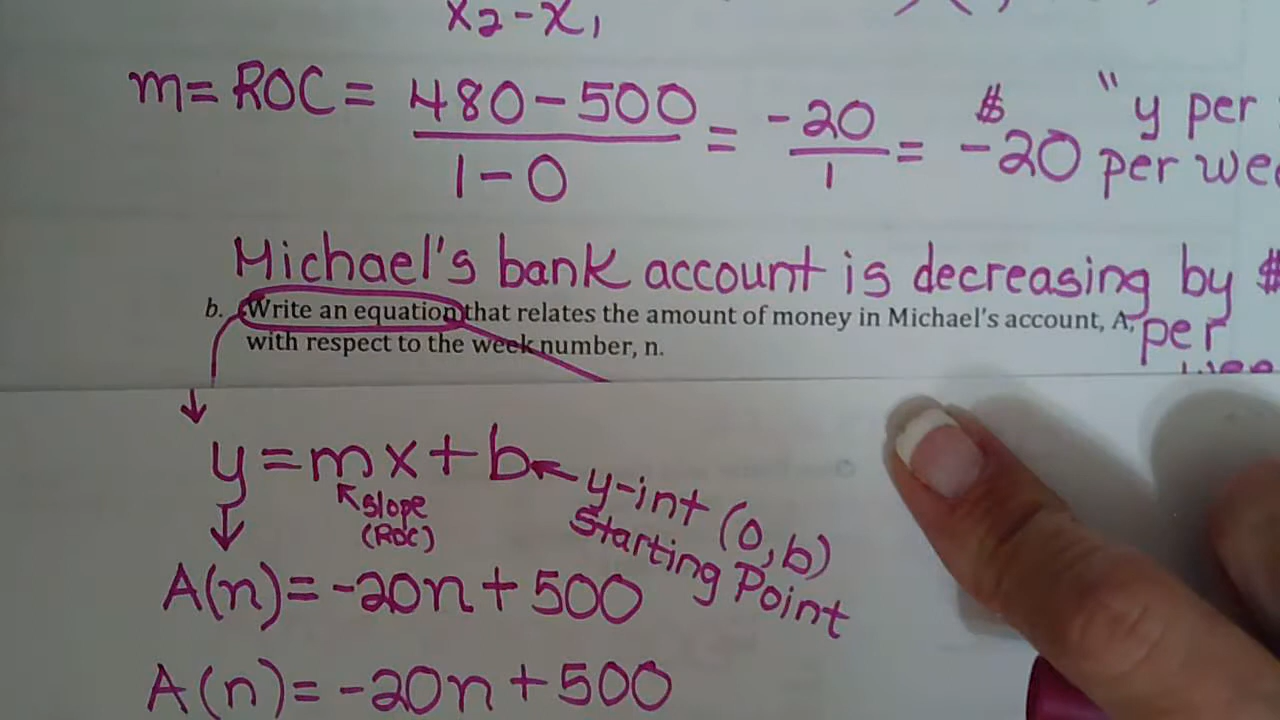 x₂-x₁
m = ROC = 480-500 / 1-0 = -20 / 1 = $ -20 "y per
per wee
Michael's bank account is decreasing by $
per
b. Write an equation that relates the amount of money in Michael's account, A,
with respect to the week number, n.
y = mx + b ← y-int (0,b)
slope
(ROC)
Starting Point
A(n) = -20n + 500
A(n) = -20n + 500